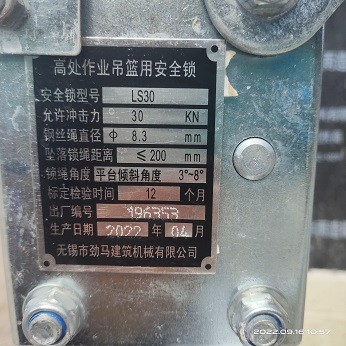 高处作业吊篮用安全锁
安全锁型号 LS30
允许冲击力 30 KN
钢丝绳直径 Φ 8.3 mm
坠落锁绳距离 ≤200 mm
锁绳角度 平台倾斜角度 3°~8°
标定检验时间 12 个月
出厂编号 196353
生产日期 2022 年 04 月
无锡市劲马建筑机械有限公司
2022.09.16 10:57